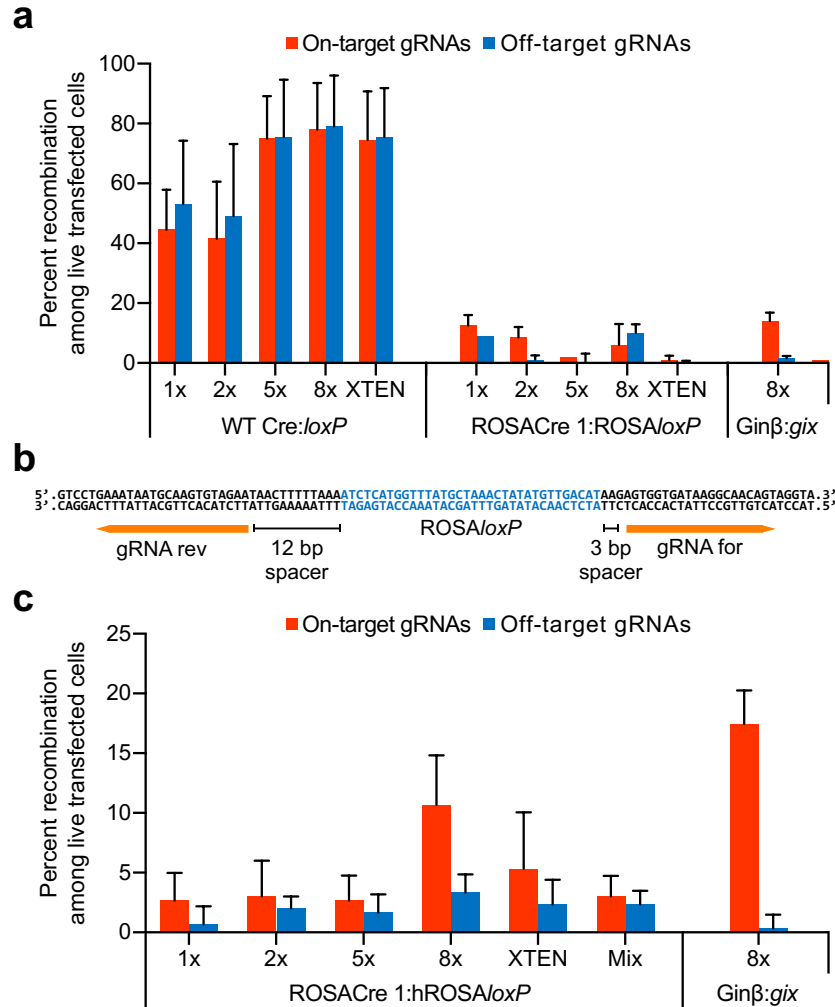 a
On-target gRNAs Off-target gRNAs
Percent recombination
among live transfected cells
100
80
60
40
20
0
1x 2x 5x 8x XTEN 1x 2x 5x 8x XTEN 8x
WT Cre:loxP ROSACre 1:ROSAloxP Ginβ:gix
b
5’.GTCCTGAAATAATGCAAGTGTAGAATAACTTTTTAAAATCTCATGGTTTATGCTAAACTATATGTTGACATAAGAGTGGTGATAAGGCAACAGTAGGTA.3’
3’.CAGGACTTTATTACGTTCACATCTTATTGAAAAATTTTAGAGTACCAAATACGATTTGATATACAACTCTATTCTCACCACTATTCCGTTGTCATCCAT.5’
gRNA rev 12 bp spacer ROSAloxP 3 bp spacer gRNA for
c
On-target gRNAs Off-target gRNAs
Percent recombination
among live transfected cells
25
20
15
10
5
0
1x 2x 5x 8x XTEN Mix 8x
ROSACre 1:hROSAloxP Ginβ:gix